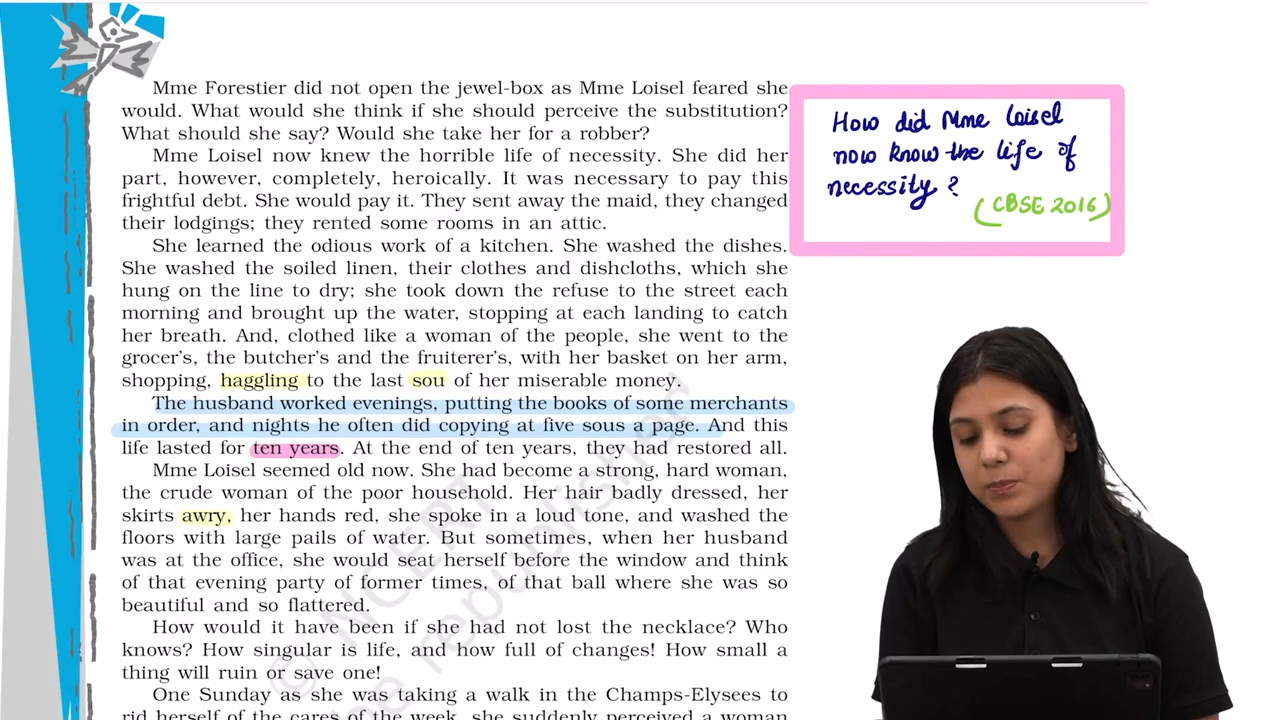 Mme Forestier did not open the jewel-box as Mme Loisel feared she
would. What would she think if she should perceive the substitution?
What should she say? Would she take her for a robber?
Mme Loisel now knew the horrible life of necessity. She did her
part, however, completely, heroically. It was necessary to pay this
frightful debt. She would pay it. They sent away the maid, they changed
their lodgings; they rented some rooms in an attic.
She learned the odious work of a kitchen. She washed the dishes.
She washed the soiled linen, their clothes and dishcloths, which she
hung on the line to dry; she took down the refuse to the street each
morning and brought up the water, stopping at each landing to catch
her breath. And, clothed like a woman of the people, she went to the
grocer's, the butcher's and the fruiterer's, with her basket on her arm,
shopping, haggling to the last sou of her miserable money.
The husband worked evenings, putting the books of some merchants
in order, and nights he often did copying at five sous a page. And this
life lasted for ten years. At the end of ten years, they had restored all.
Mme Loisel seemed old now. She had become a strong, hard woman,
the crude woman of the poor household. Her hair badly dressed, her
skirts awry, her hands red, she spoke in a loud tone, and washed the
floors with large pails of water. But sometimes, when her husband
was at the office, she would seat herself before the window and think
of that evening party of former times, of that ball where she was so
beautiful and so flattered.
How would it have been if she had not lost the necklace? Who
knows? How singular is life, and how full of changes! How small a
thing will ruin or save one!
One Sunday as she was taking a walk in the Champs-Elysees to
rid herself of the cares of the week, she suddenly perceived a woman
How did Mme Loisel
now know the life of
necessity?
(CBSE 2016)
© NCERT
be republished